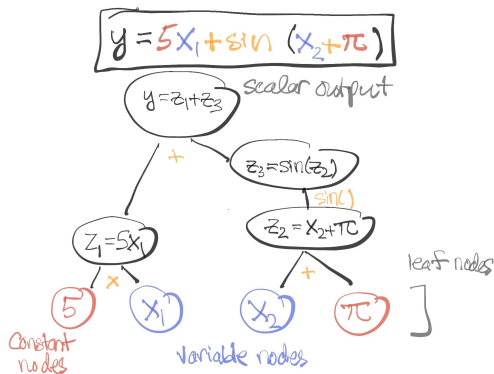 y = 5x₁ + sin (x₂ + π)
scalar output
y = z₁ + z₃
+
z₃ = sin(z₂)
sin()
z₁ = 5x₁
z₂ = x₂ + π
leaf nodes
×
+
5
x₁
x₂
π
Constant
nodes
variable nodes